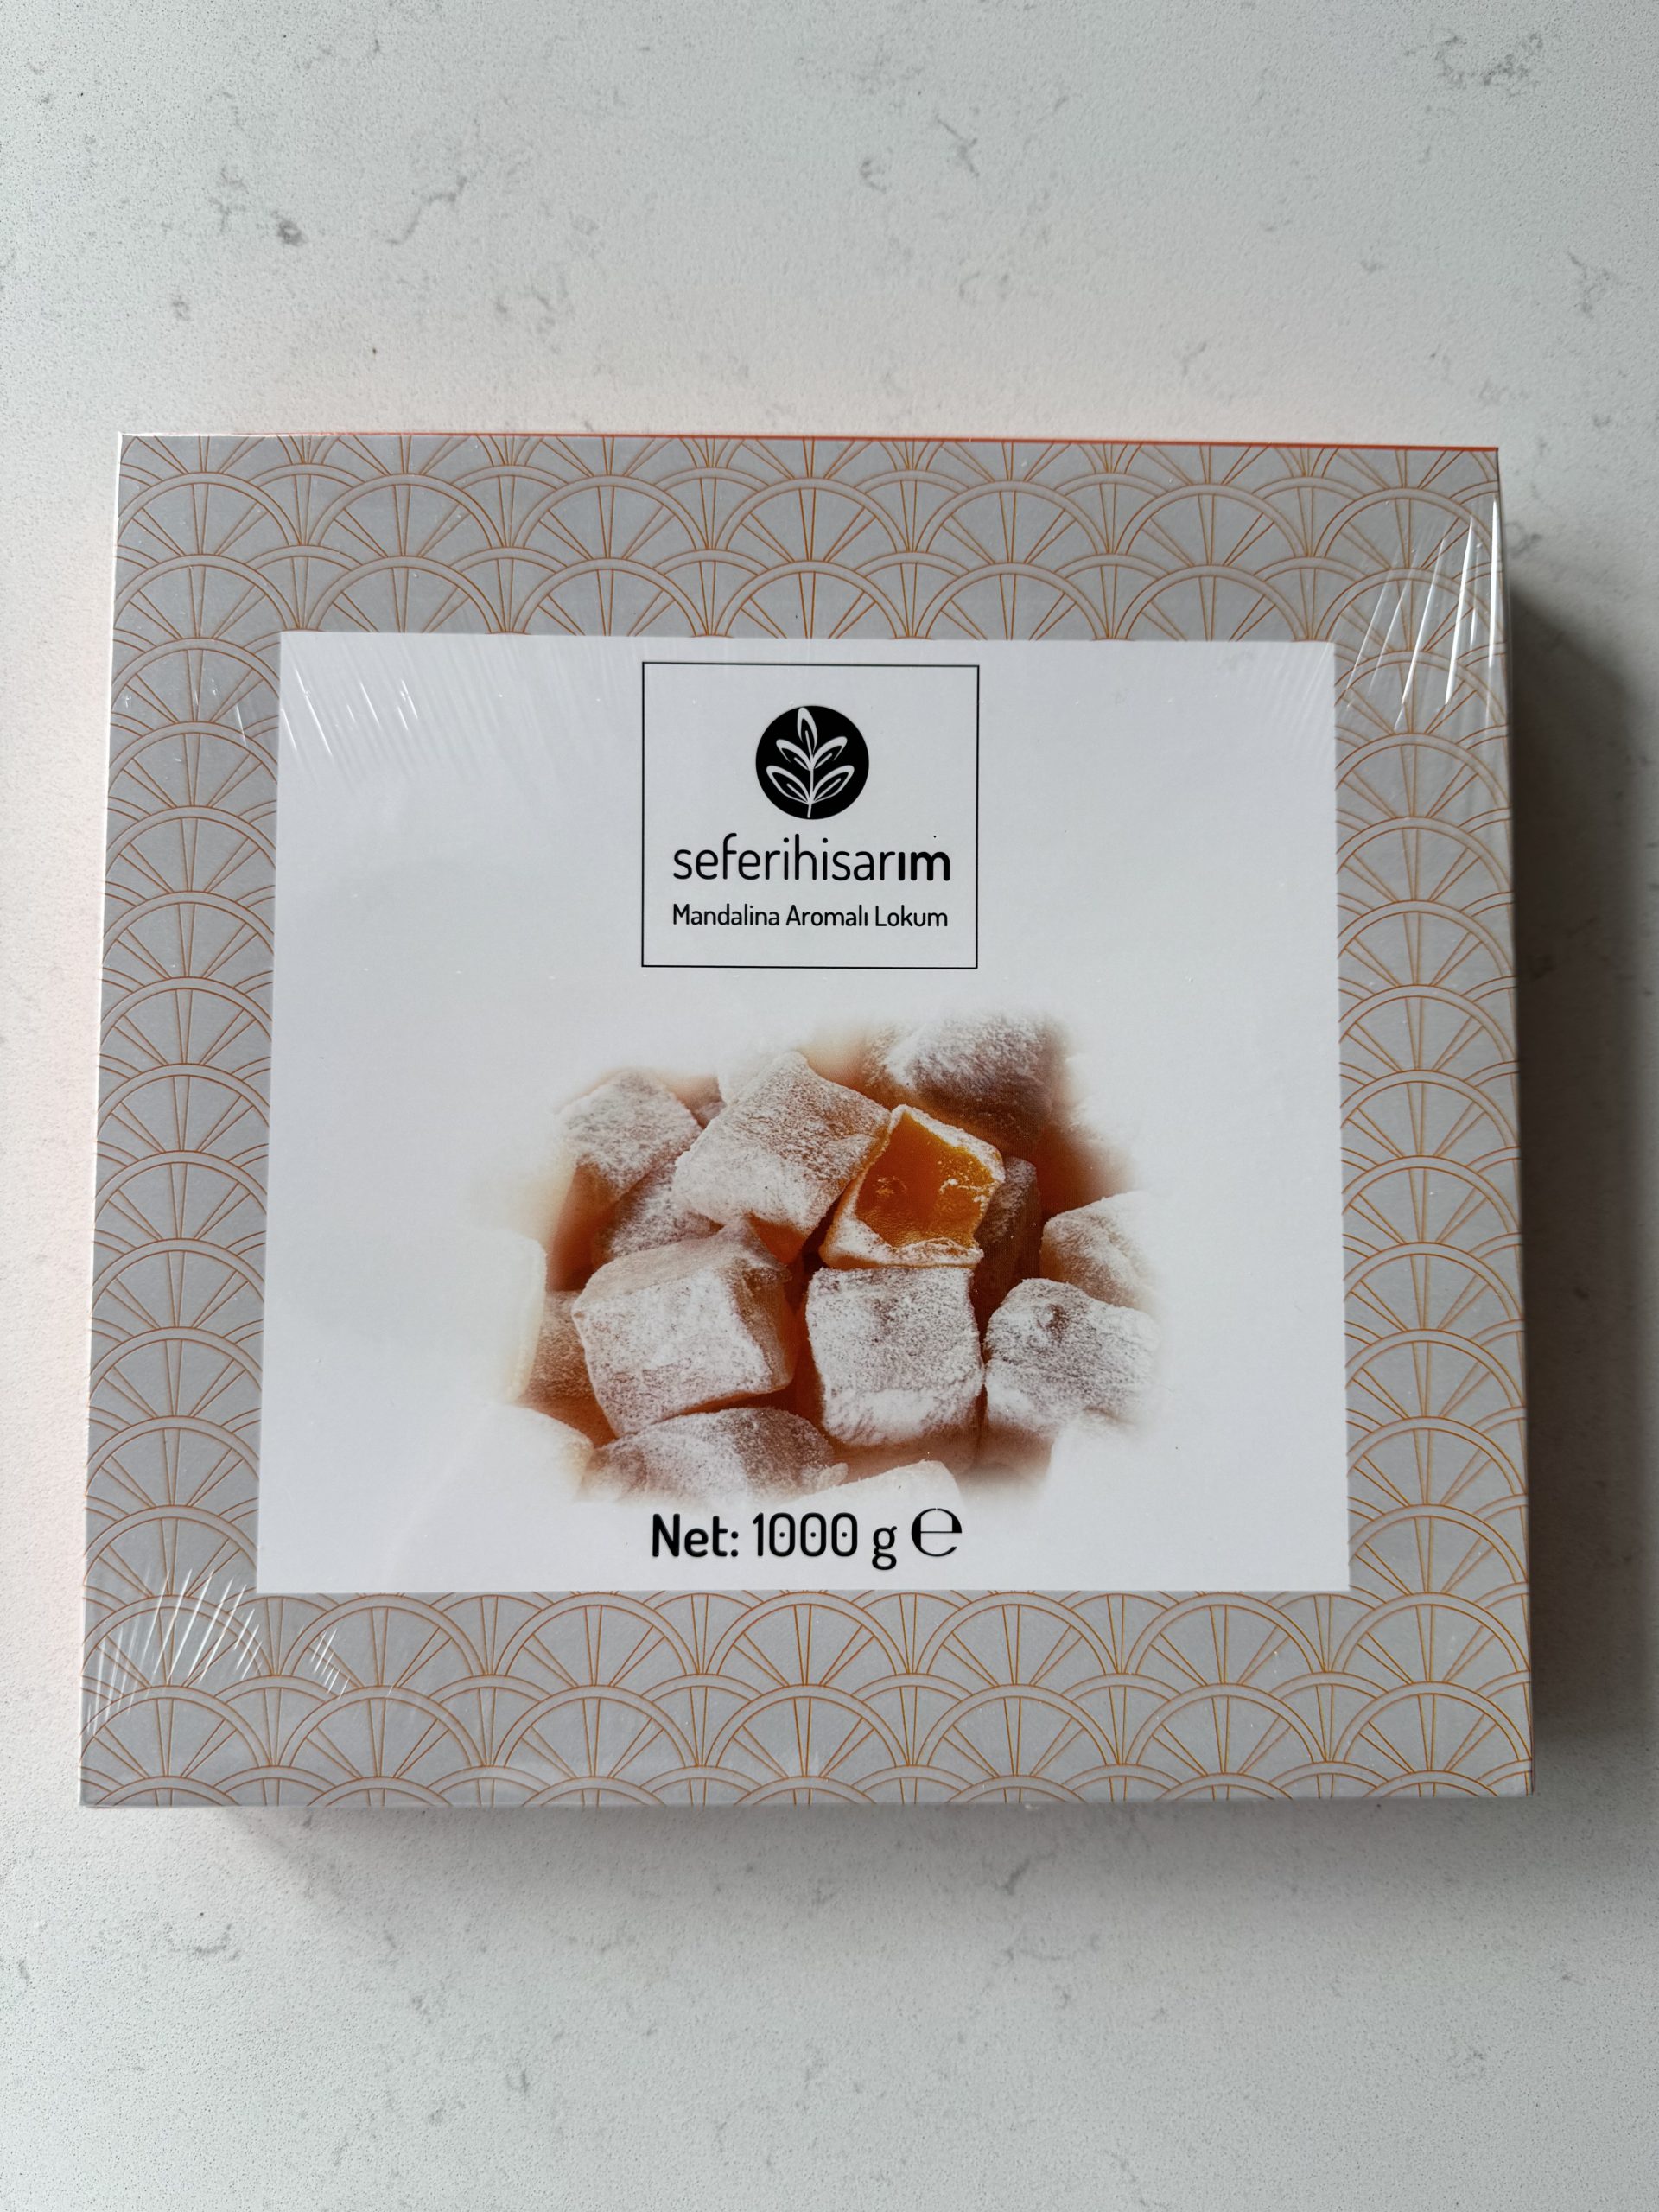 seferihisarım
Mandalina Aromalı Lokum
Net: 1000 g ℮